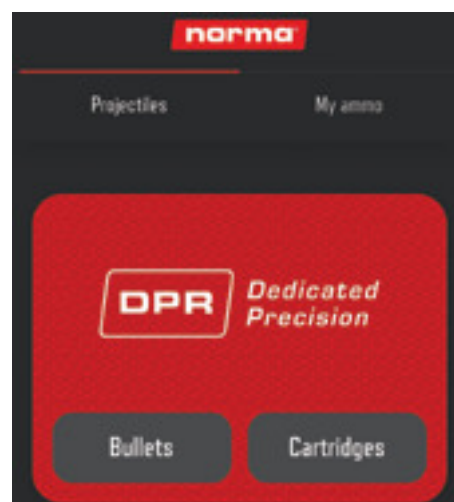 norma
Projectiles My ammo
DPR Dedicated
Precision
Bullets Cartridges